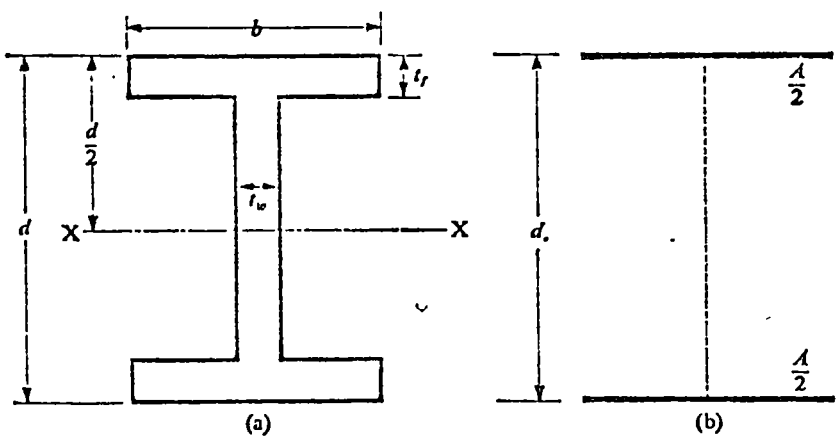 b
t_f
A/2
d/2
t_w
X X
d
d_o
A/2
(a) (b)